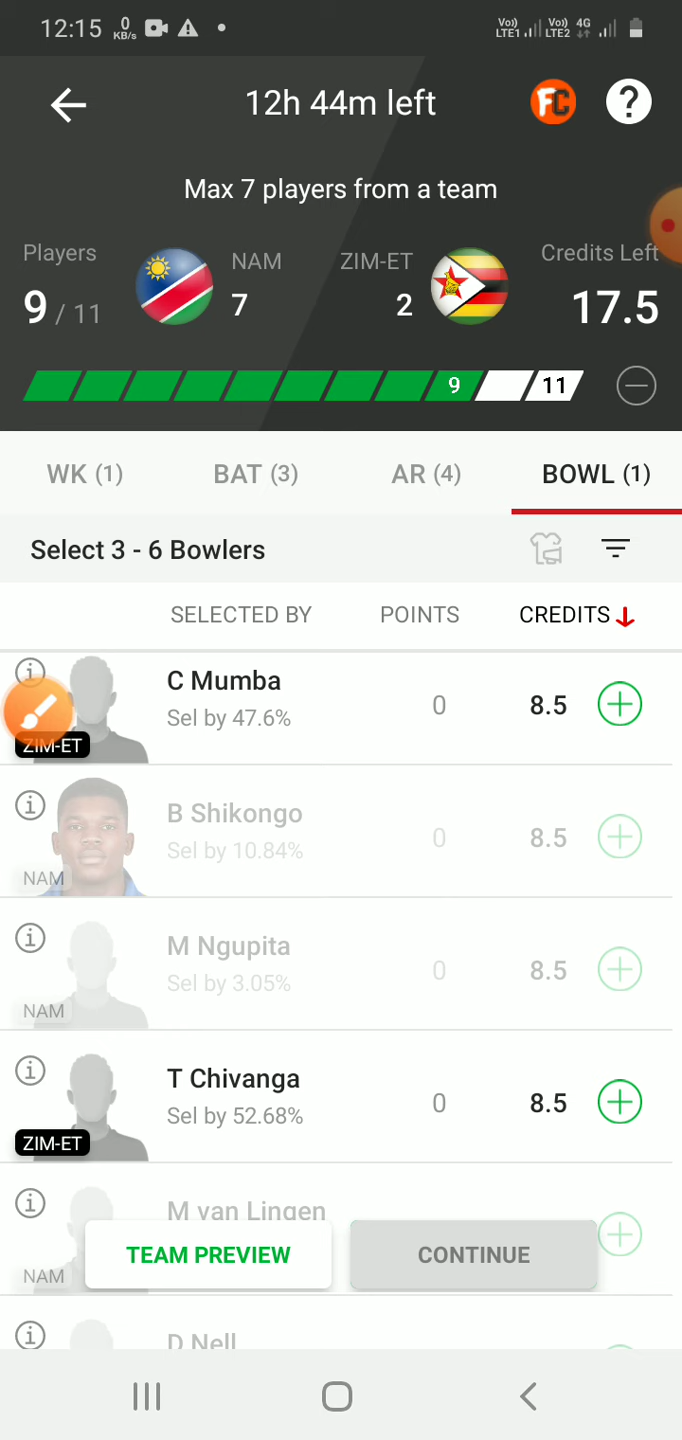 12:15 0 KB/s Vo) LTE1 Vo) LTE2 4G
12h 44m left FC ?
Max 7 players from a team
Players NAM ZIM-ET Credits Left
9 / 11 7 2 17.5
9 11
WK (1) BAT (3) AR (4) BOWL (1)
Select 3 - 6 Bowlers
SELECTED BY POINTS CREDITS
C Mumba
Sel by 47.6% 0 8.5
ZIM-ET
B Shikongo
Sel by 10.84% 0 8.5
NAM
M Ngupita
Sel by 3.05% 0 8.5
NAM
T Chivanga
Sel by 52.68% 0 8.5
ZIM-ET
M van Lingen
NAM
TEAM PREVIEW CONTINUE
D Nell